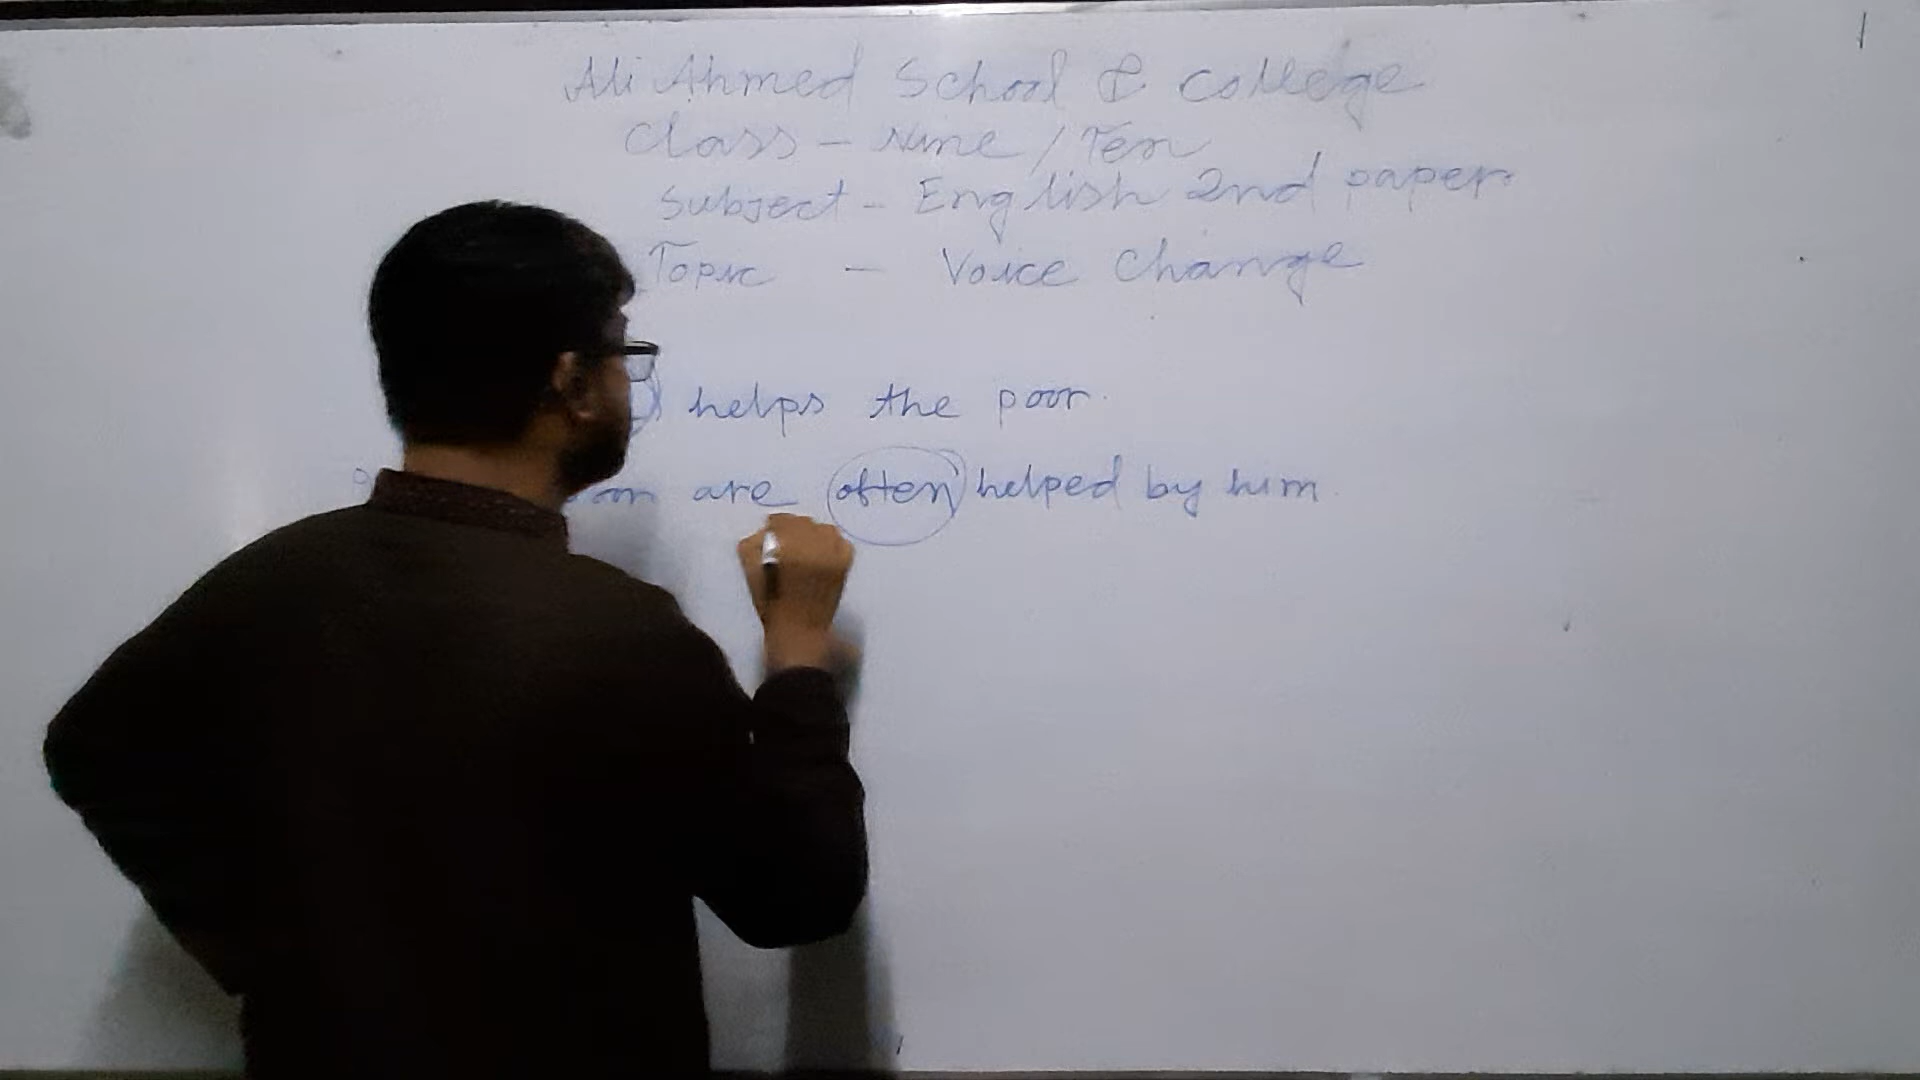 Ali Ahmed School & College
Class - Nine / Ten
Subject - English 2nd paper
Topic - Voice Change
helps the poor.
are often helped by him.